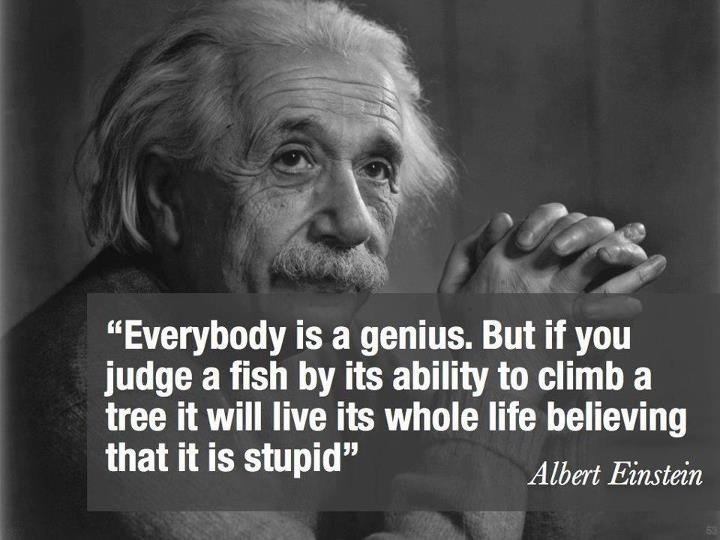 “Everybody is a genius. But if you
judge a fish by its ability to climb a
tree it will live its whole life believing
that it is stupid”
Albert Einstein